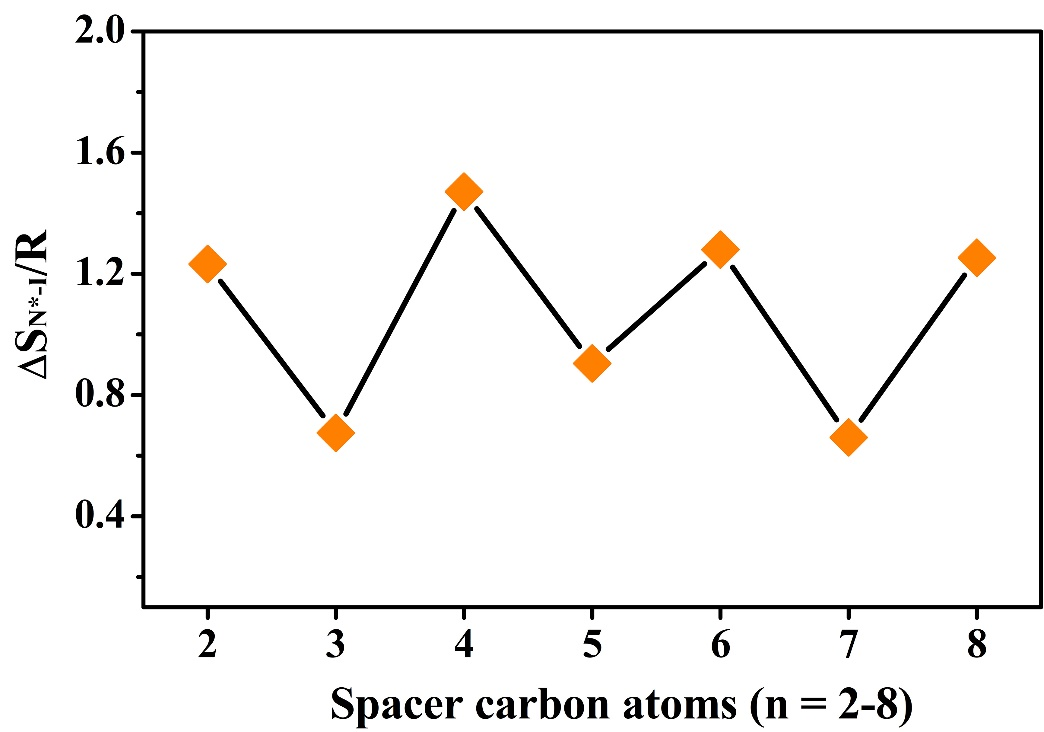 2.0
1.6
1.2
0.8
0.4
ΔSN*-I/R
2 3 4 5 6 7 8
Spacer carbon atoms (n = 2-8)